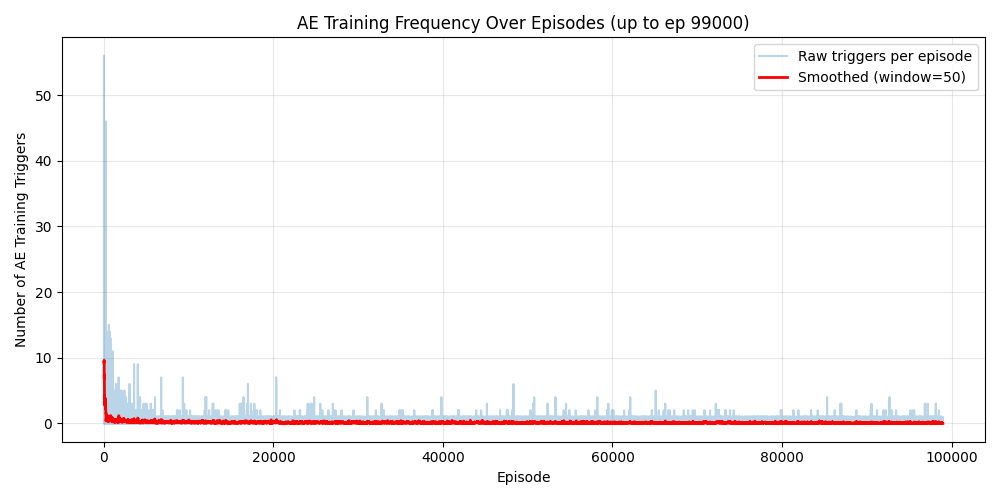 AE Training Frequency Over Episodes (up to ep 99000)
Raw triggers per episode
Smoothed (window=50)
Number of AE Training Triggers
50
40
30
20
10
0
0 20000 40000 60000 80000 100000
Episode